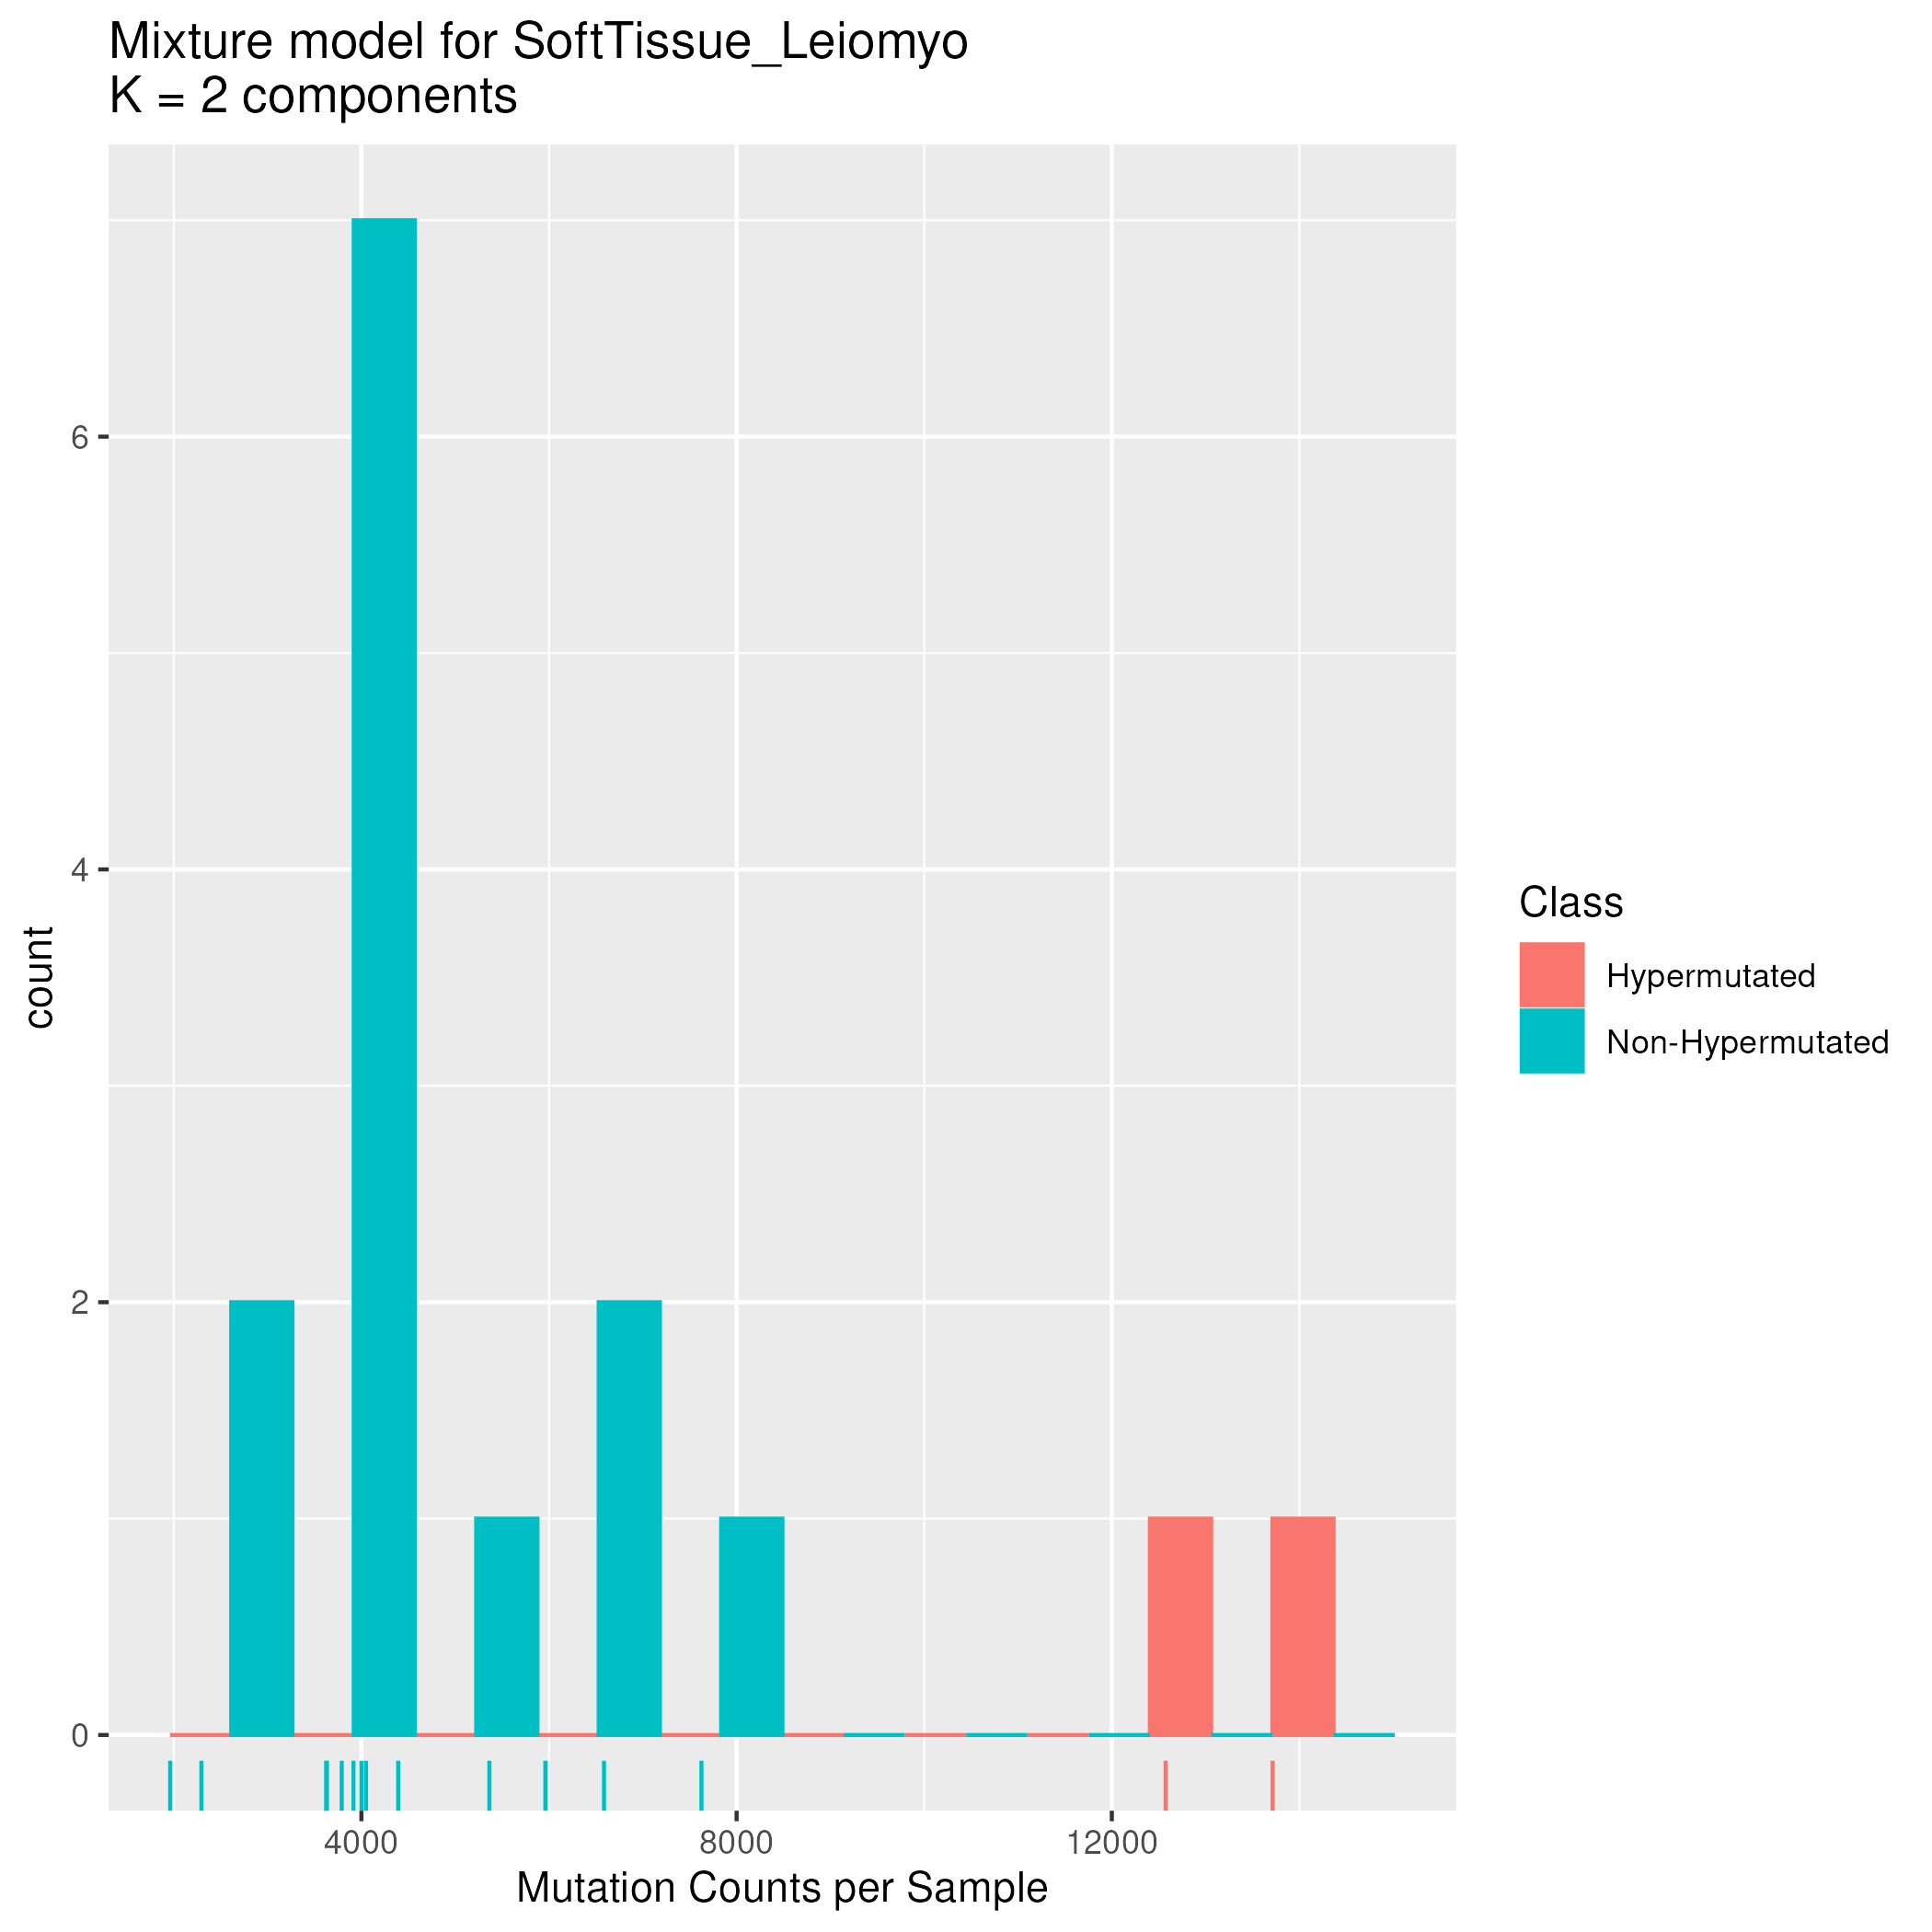 Mixture model for SoftTissue_Leiomyo
K = 2 components
6
4
2
0
count
4000
8000
12000
Mutation Counts per Sample
Class
Hypermutated
Non-Hypermutated